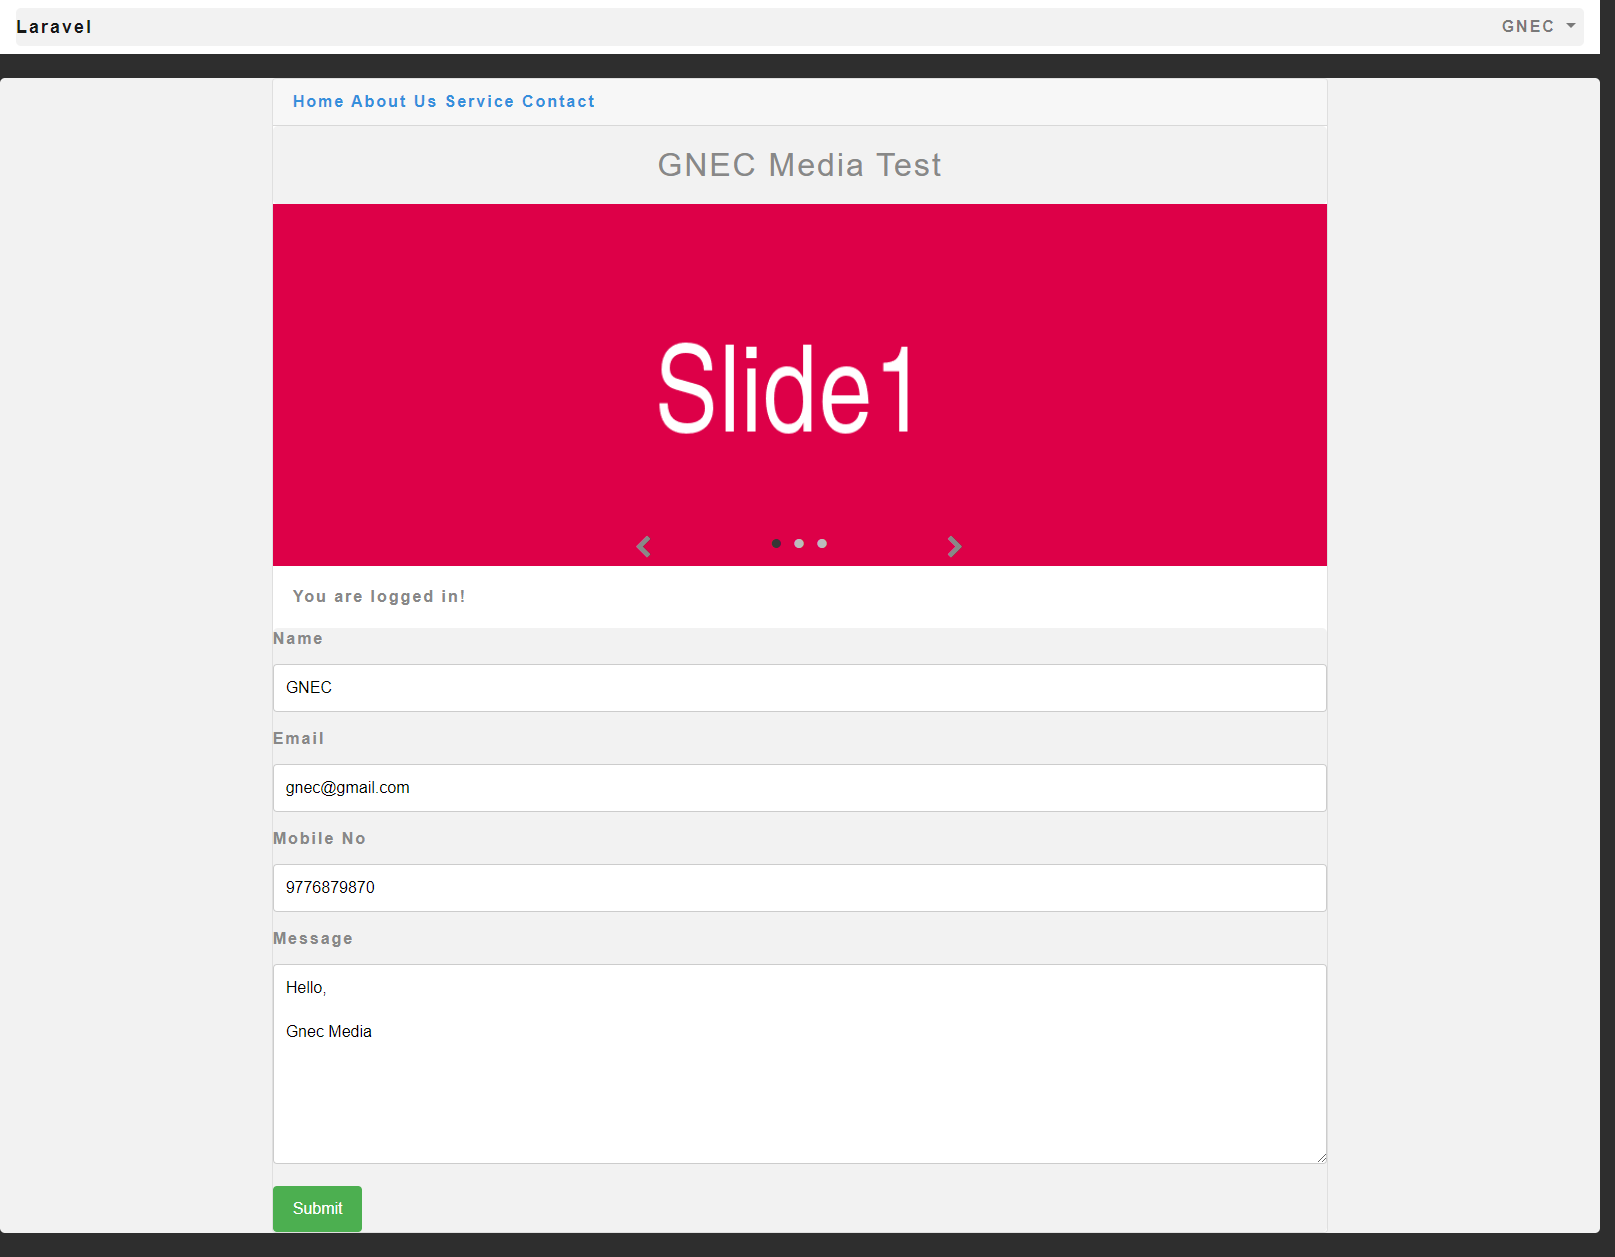 Laravel
GNEC
Home About Us Service Contact
GNEC Media Test
Slide1
You are logged in!
Name
GNEC
Email
gnec@gmail.com
Mobile No
9776879870
Message
Hello,
Gnec Media
Submit